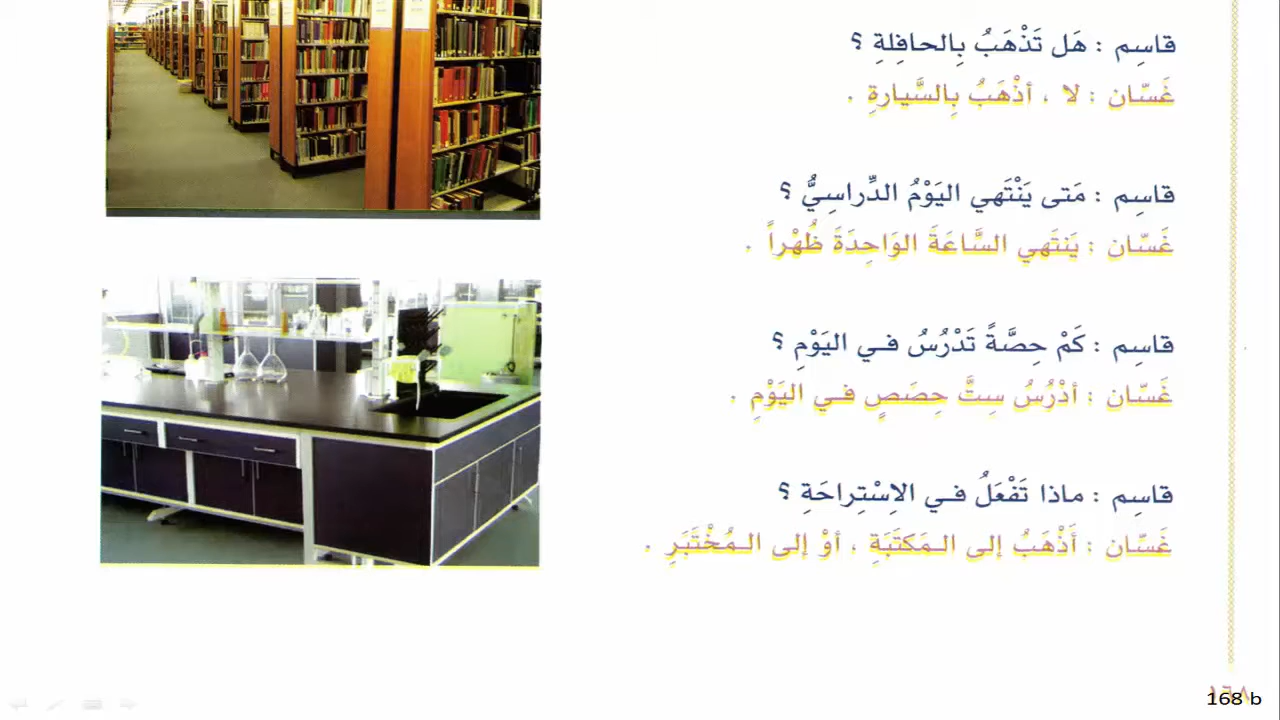 قاسِم : هَل تَذْهَبُ بِالحافِلةِ ؟
غَسّان : لا ، أذْهَبُ بِالسَّيارةِ .
قاسِم : مَتى يَنْتَهي اليَوْمُ الدِّراسِيُّ ؟
غَسّان : يَنتَهي السَّاعَةَ الوَاحِدَةَ ظُهْراً .
قاسِم : كَمْ حِصَّةً تَدْرُسُ في اليَوْمِ ؟
غَسّان : أدْرُسُ سِتَّ حِصَصٍ في اليَوْمِ .
قاسِم : ماذا تَفْعَلُ في الاِسْتِراحَةِ ؟
غَسّان : أَذْهَبُ إلى المَكتَبَةِ ، أوْ إلى المُخْتَبَرِ .
168 b